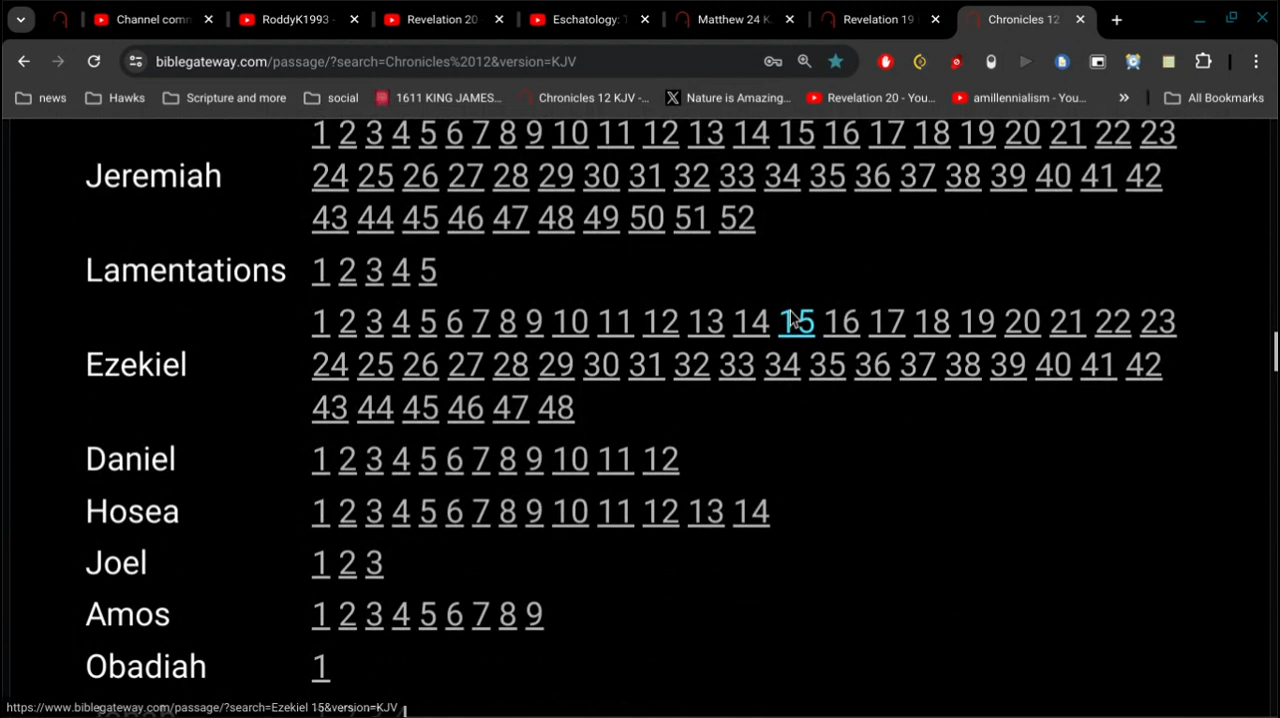 Channel comm
RoddyK1993 -
Revelation 20 -
Eschatology: T
Matthew 24 K
Revelation 19
Chronicles 12
biblegateway.com/passage/?search=Chronicles%2012&version=KJV
news
Hawks
Scripture and more
social
1611 KING JAMES...
Chronicles 12 KJV -...
Nature is Amazing...
Revelation 20 - You...
amillennialism - You...
All Bookmarks
1 2 3 4 5 6 7 8 9 10 11 12 13 14 15 16 17 18 19 20 21 22 23
Jeremiah 24 25 26 27 28 29 30 31 32 33 34 35 36 37 38 39 40 41 42
43 44 45 46 47 48 49 50 51 52
Lamentations 1 2 3 4 5
1 2 3 4 5 6 7 8 9 10 11 12 13 14 15 16 17 18 19 20 21 22 23
Ezekiel 24 25 26 27 28 29 30 31 32 33 34 35 36 37 38 39 40 41 42
43 44 45 46 47 48
Daniel 1 2 3 4 5 6 7 8 9 10 11 12
Hosea 1 2 3 4 5 6 7 8 9 10 11 12 13 14
Joel 1 2 3
Amos 1 2 3 4 5 6 7 8 9
Obadiah 1
https://www.biblegateway.com/passage/?search=Ezekiel 15&version=KJV